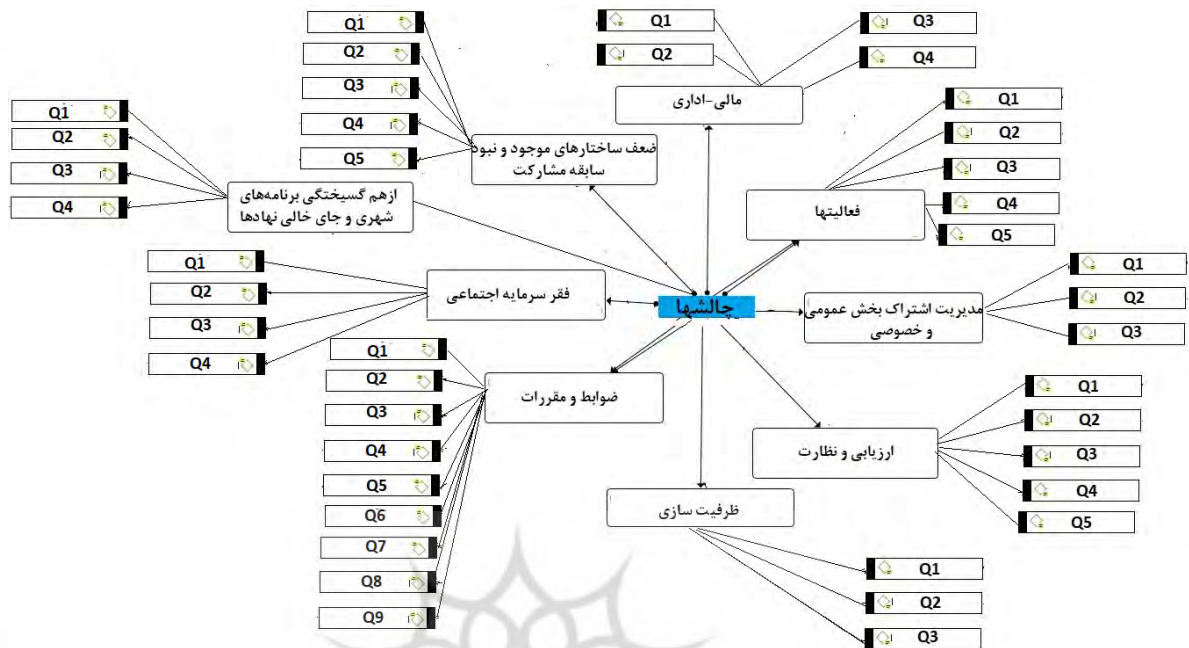 Q1
Q2
Q3
Q4
مالی-اداری
Q1
Q2
Q3
Q4
Q5
ضعف ساختارهای موجود و نبود
سابقه مشارکت
Q1
Q2
Q3
Q4
Q5
فعالیتها
Q1
Q2
Q3
Q4
ازهم گسیختگی برنامه‌های
شهری و جای خالی نهادها
Q1
Q2
Q3
Q4
فقر سرمایه اجتماعی
چالشها
Q1
Q2
Q3
مدیریت اشتراک بخش عمومی
و خصوصی
Q1
Q2
Q3
Q4
Q5
Q6
Q7
Q8
Q9
ضوابط و مقررات
Q1
Q2
Q3
Q4
Q5
ارزیابی و نظارت
ظرفیت سازی
Q1
Q2
Q3